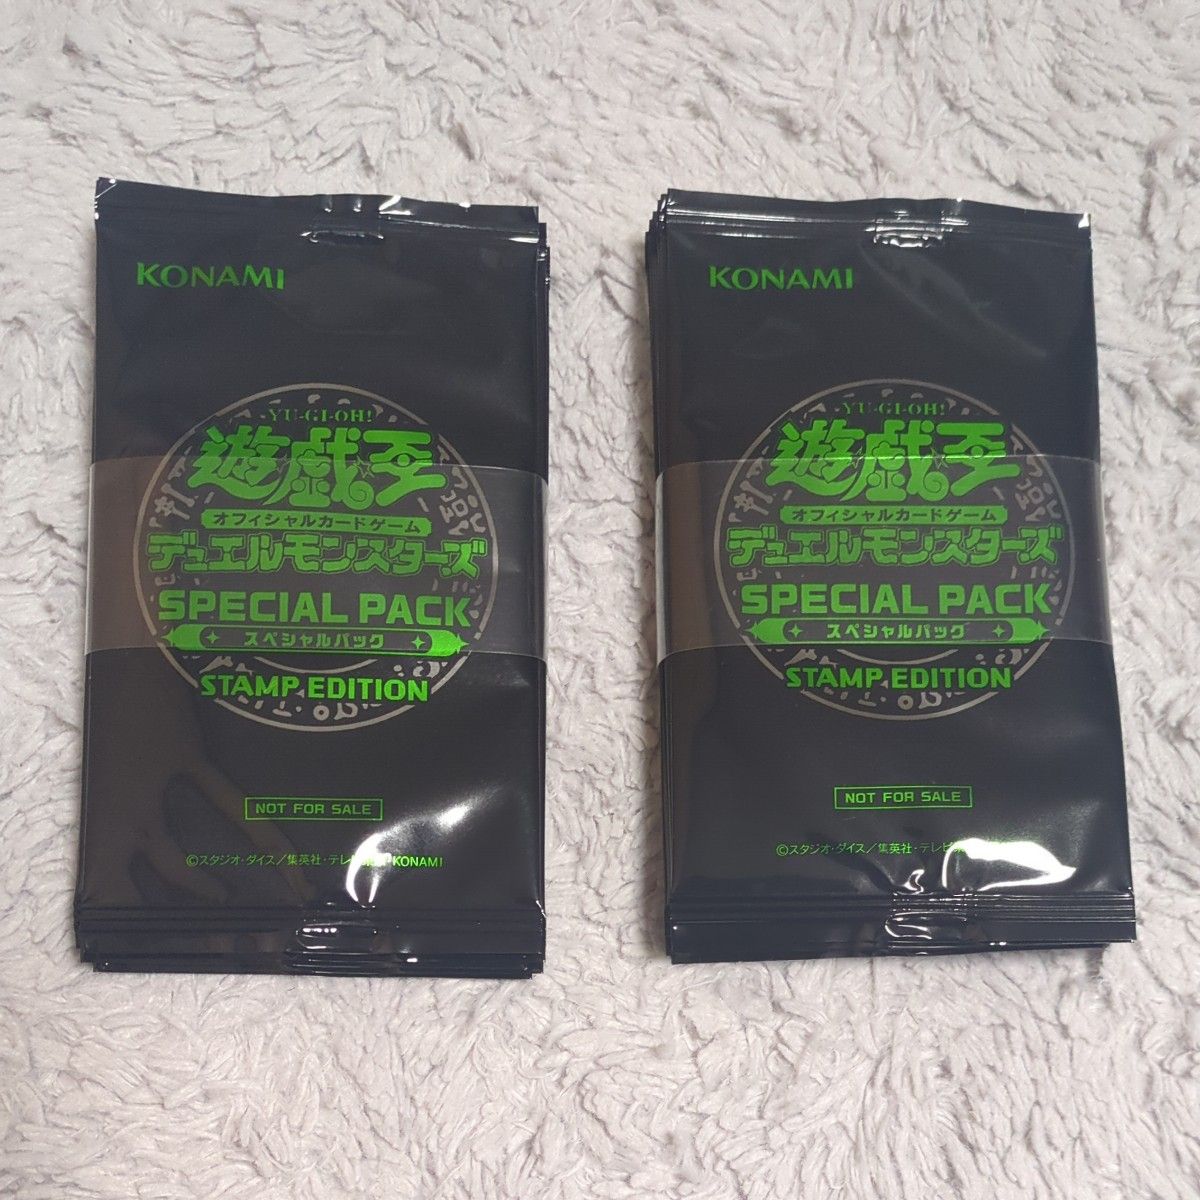 KONAMI
YU-GI-OH!
遊戯王
オフィシャルカードゲーム
デュエルモンスターズ
SPECIAL PACK
スペシャルパック
STAMP EDITION
NOT FOR SALE
©スタジオ・ダイス/集英社・テレビ KONAMI
KONAMI
YU-GI-OH!
遊戯王
オフィシャルカードゲーム
デュエルモンスターズ
SPECIAL PACK
スペシャルパック
STAMP EDITION
NOT FOR SALE
©スタジオ・ダイス/集英社・テレビ